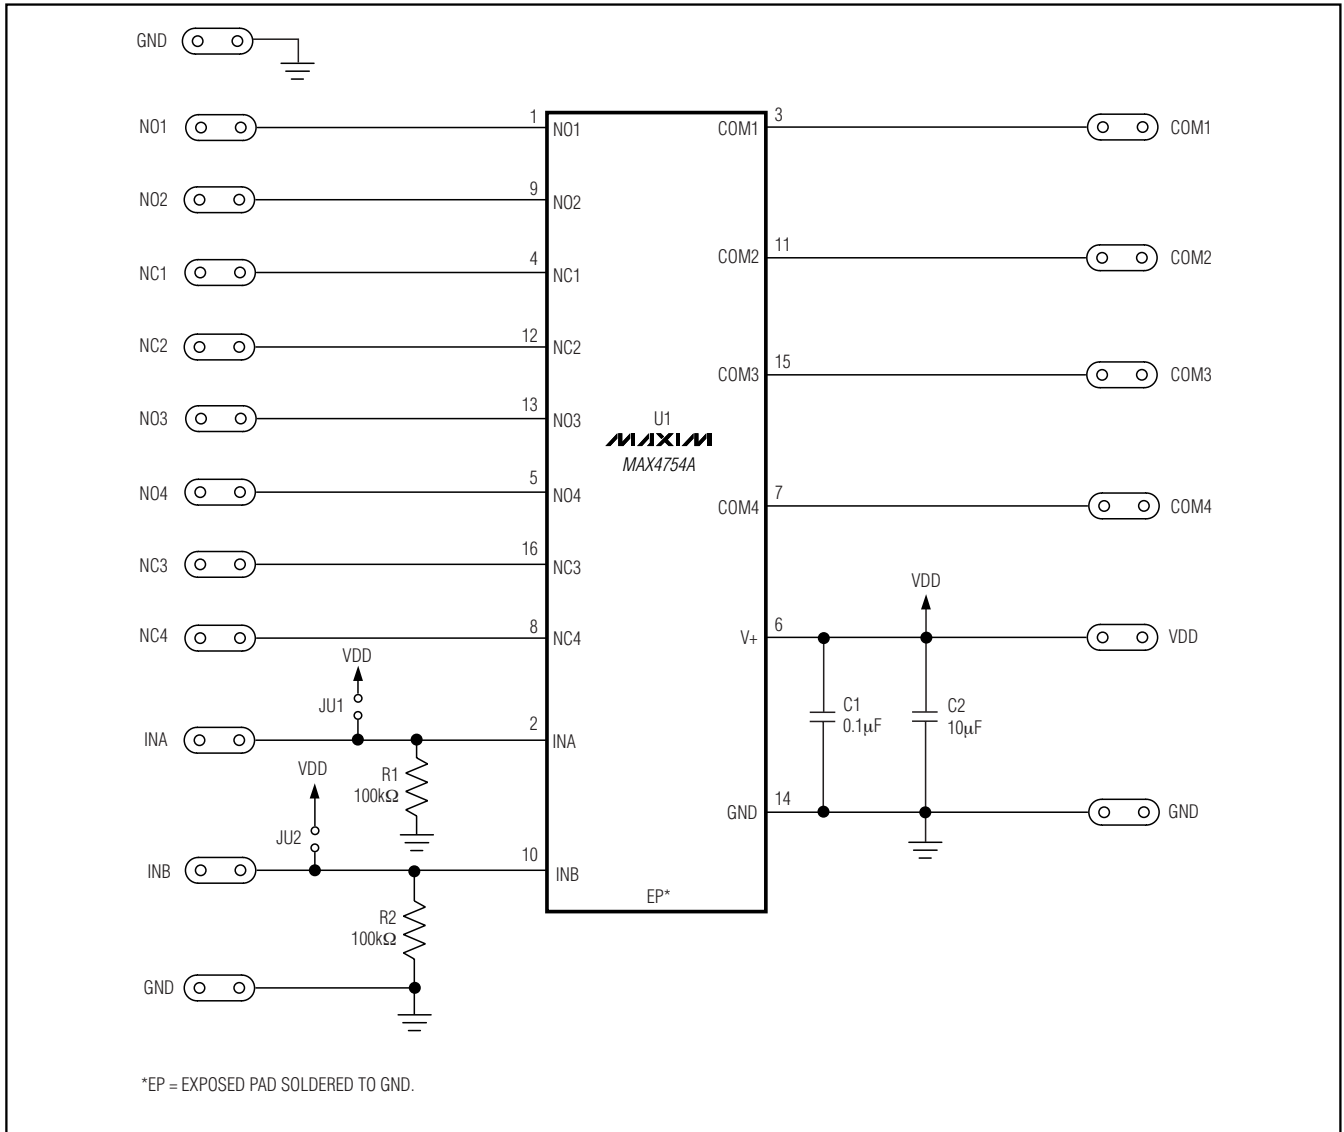 GND
NO1 1 NO1 COM1 3 COM1
NO2 9 NO2
COM2 11 COM2
NC1 4 NC1
NC2 12 NC2
COM3 15 COM3
NO3 13 NO3
U1
MAXIM
MAX4754A
NO4 5 NO4
COM4 7 COM4
NC3 16 NC3
VDD
NC4 8 NC4
V+ 6 VDD
VDD
JU1
C1
0.1µF
C2
10µF
INA 2 INA
VDD
R1
100kΩ
GND 14 GND
JU2
INB 10 INB
EP*
R2
100kΩ
GND
*EP = EXPOSED PAD SOLDERED TO GND.